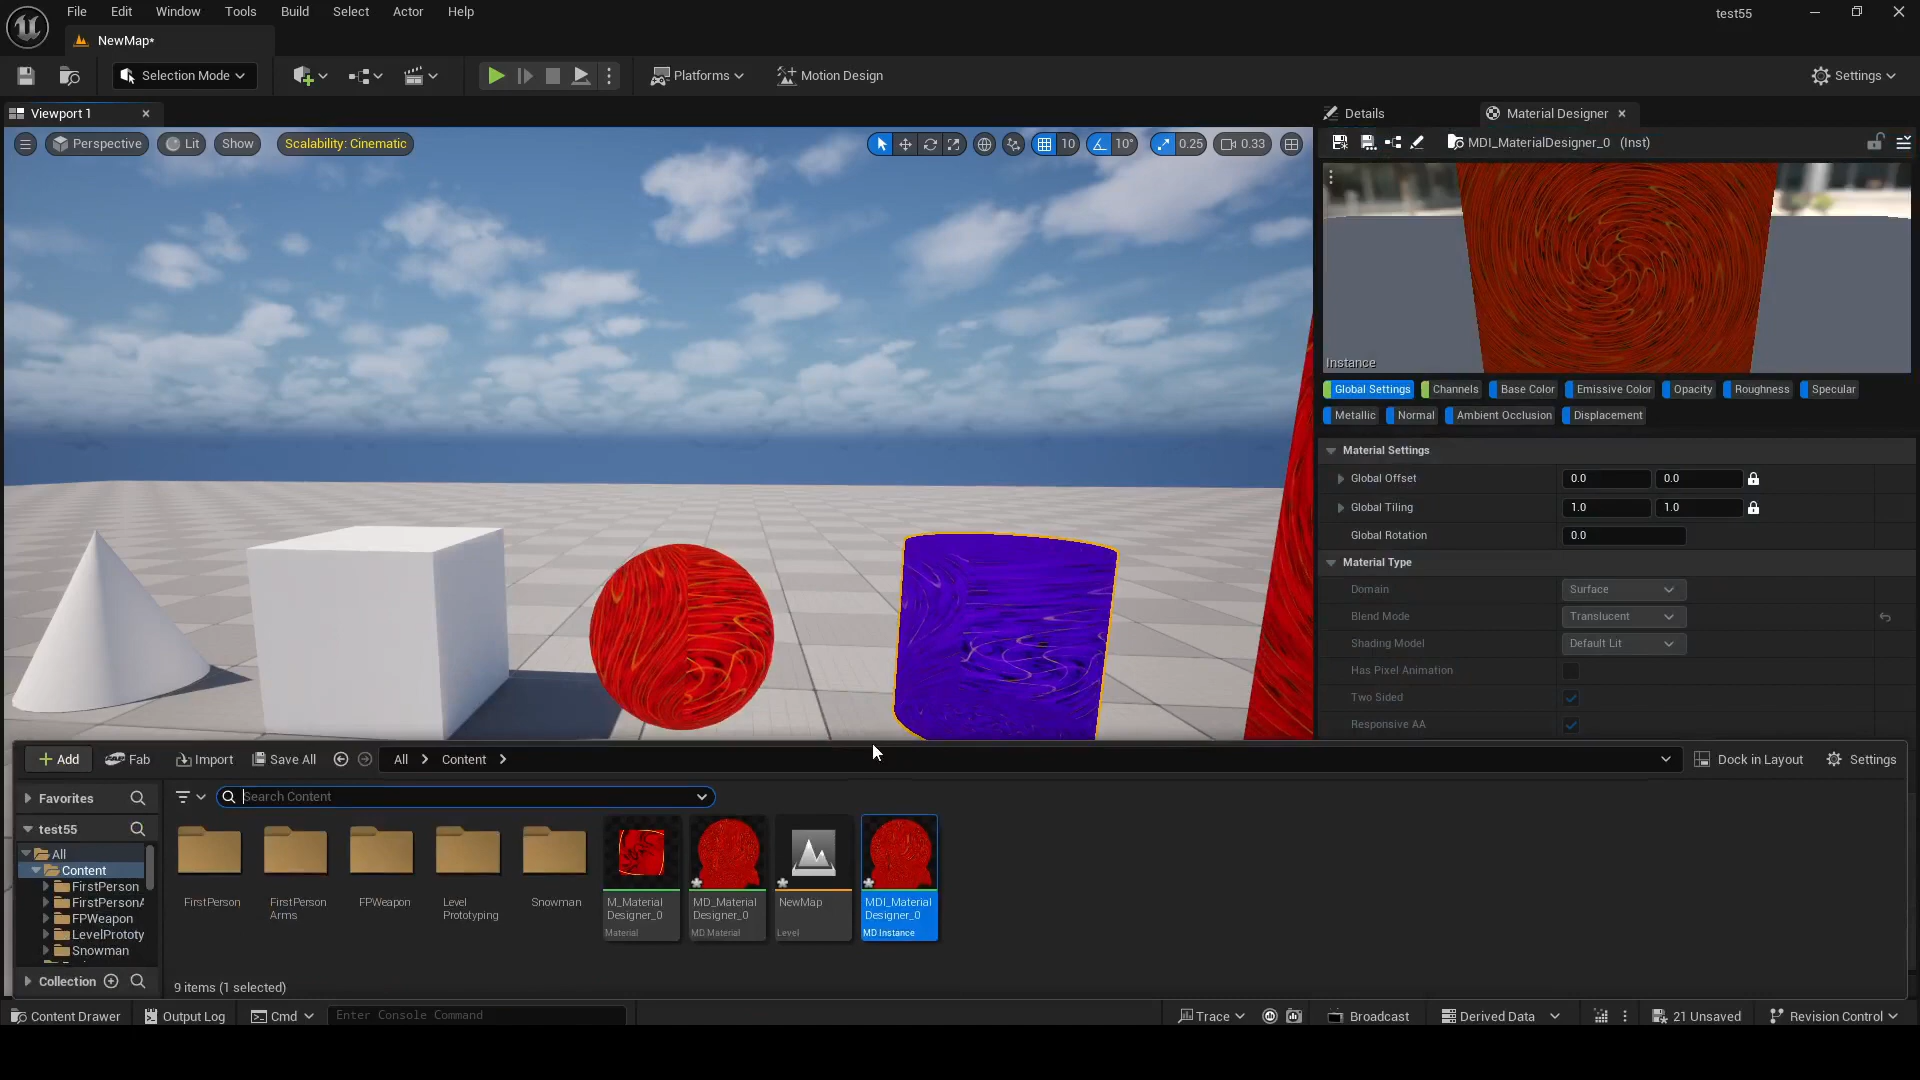 File Edit Window Tools Build Select Actor Help
test55
NewMap*
Selection Mode
Platforms
Motion Design
Settings
Viewport 1
Details
Material Designer
Perspective
Lit
Show
Scalability: Cinematic
10
10°
0.25
0.33
MDI_MaterialDesigner_0 (Inst)
Instance
Global Settings
Channels
Base Color
Emissive Color
Opacity
Roughness
Specular
Metallic
Normal
Ambient Occlusion
Displacement
Material Settings
Global Offset
0.0
0.0
Global Tiling
1.0
1.0
Global Rotation
0.0
Material Type
Domain
Surface
Blend Mode
Translucent
Shading Model
Default Lit
Has Pixel Animation
Two Sided
Responsive AA
Add
Fab
Import
Save All
All
Content
Dock in Layout
Settings
Favorites
Search Content
test55
All
Content
FirstPerson
FirstPersonA
FPWeapon
LevelPrototy
Snowman
Collection
FirstPerson
FirstPerson
Arms
FPWeapon
Level
Prototyping
Snowman
M_Material
Designer_0
Material
MD_Material
Designer_0
MD Material
NewMap
Level
MDI_Material
Designer_0
MD Instance
9 items (1 selected)
Content Drawer
Output Log
Cmd
Enter Console Command
Trace
Broadcast
Derived Data
21 Unsaved
Revision Control